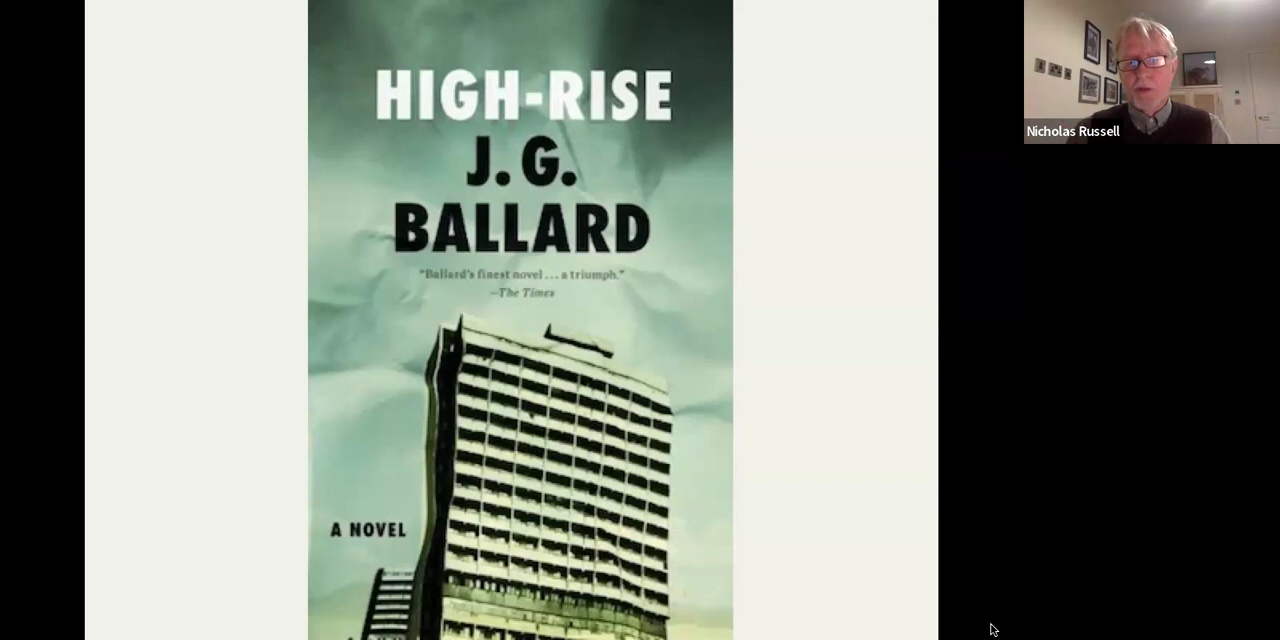 HIGH-RISE
J. G.
BALLARD
“Ballard’s finest novel . . . a triumph.”
—The Times
A NOVEL
Nicholas Russell